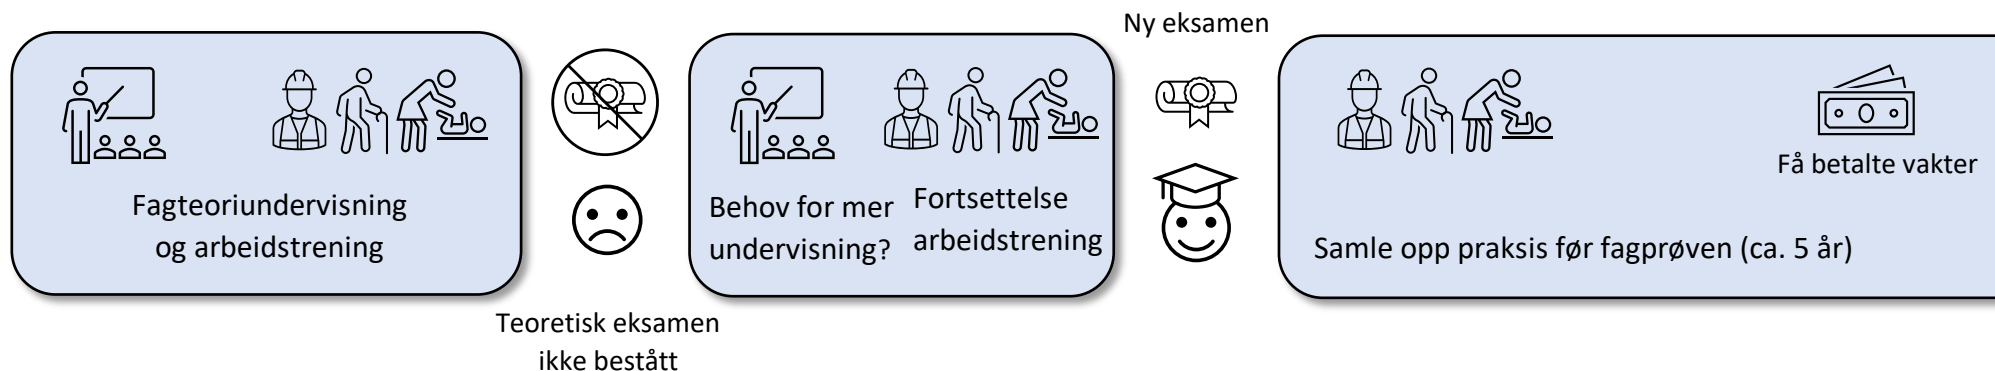 Fagteoriundervisning
og arbeidstrening
Teoretisk eksamen
ikke bestått
Behov for mer
undervisning?
Fortsettelse
arbeidstrening
Ny eksamen
Få betalte vakter
Samle opp praksis før fagprøven (ca. 5 år)